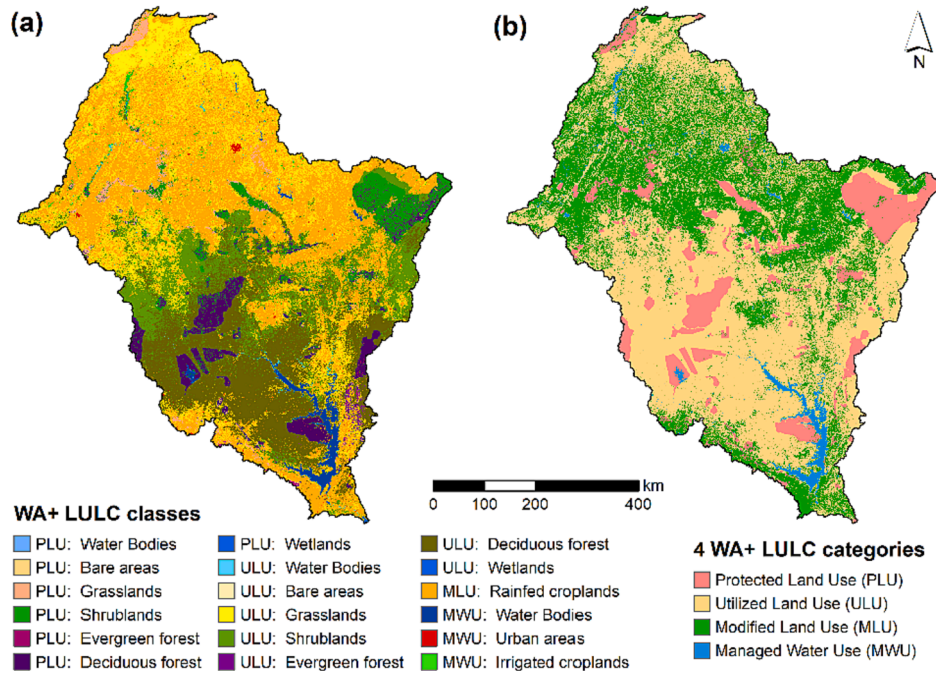 (a)
(b)
N
0 100 200 400 km
WA+ LULC classes
PLU: Water Bodies
PLU: Bare areas
PLU: Grasslands
PLU: Shrublands
PLU: Evergreen forest
PLU: Deciduous forest
PLU: Wetlands
ULU: Water Bodies
ULU: Bare areas
ULU: Grasslands
ULU: Shrublands
ULU: Evergreen forest
ULU: Deciduous forest
ULU: Wetlands
MLU: Rainfed croplands
MWU: Water Bodies
MWU: Urban areas
MWU: Irrigated croplands
4 WA+ LULC categories
Protected Land Use (PLU)
Utilized Land Use (ULU)
Modified Land Use (MLU)
Managed Water Use (MWU)